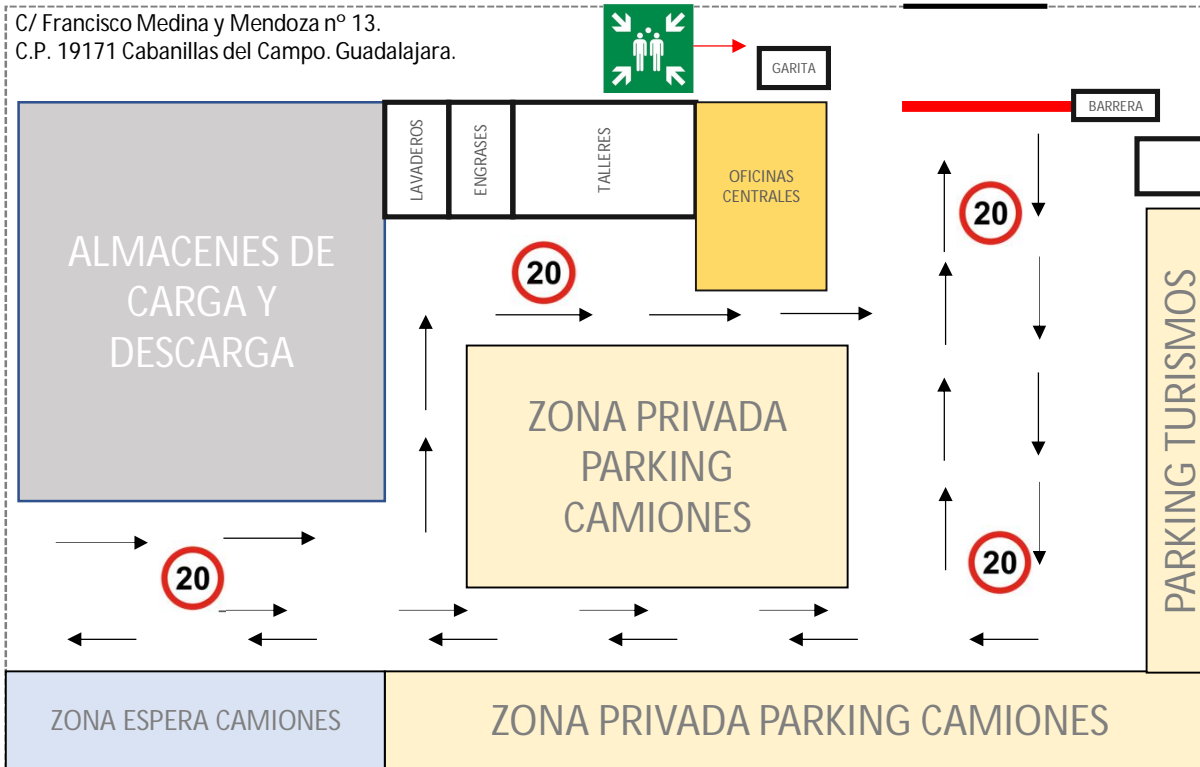 C/ Francisco Medina y Mendoza nº 13.
C.P. 19171 Cabanillas del Campo. Guadalajara.
GARITA
BARRERA
LAVADEROS
ENGRASES
TALLERES
OFICINAS
CENTRALES
20
20
ALMACENES DE
CARGA Y
DESCARGA
ZONA PRIVADA
PARKING
CAMIONES
PARKING TURISMOS
20
20
ZONA ESPERA CAMIONES
ZONA PRIVADA PARKING CAMIONES